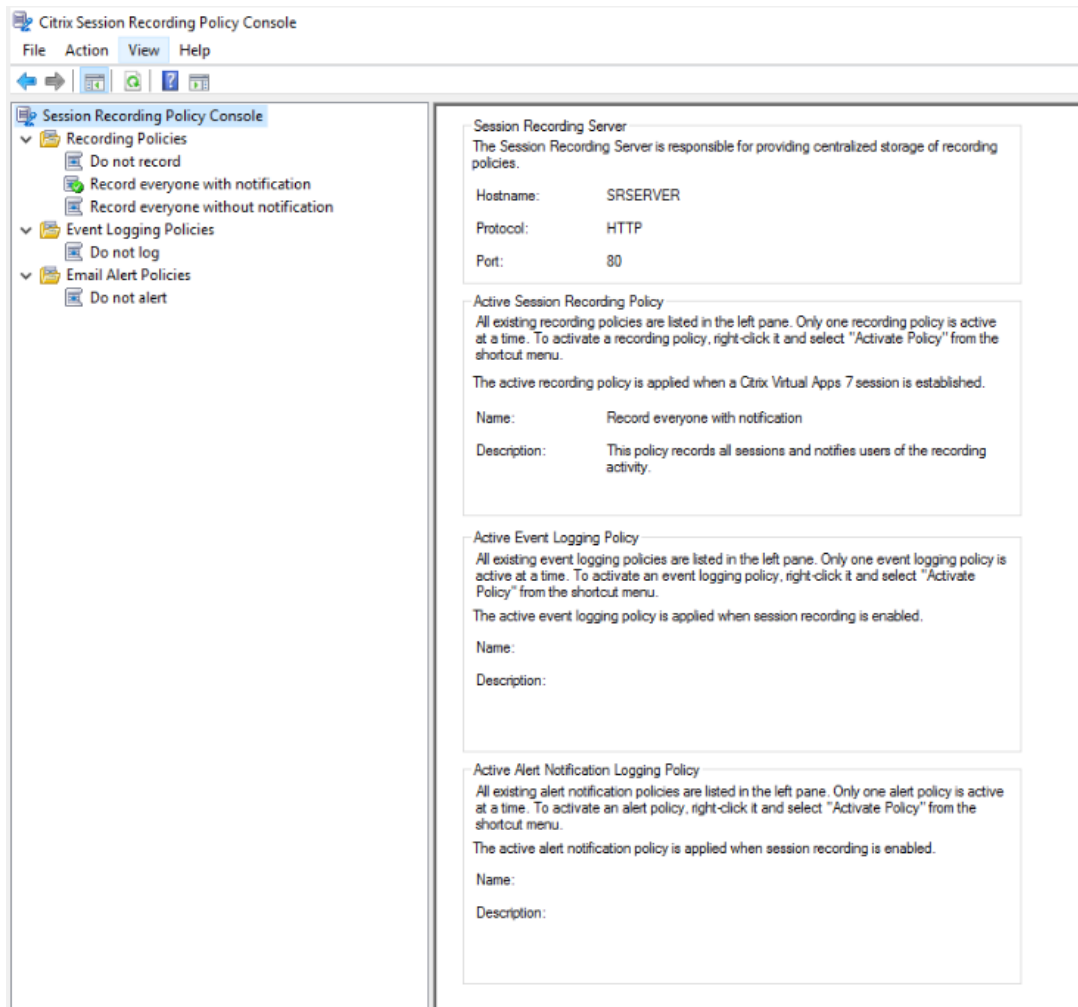 Citrix Session Recording Policy Console
File Action View Help
Session Recording Policy Console
Recording Policies
Do not record
Record everyone with notification
Record everyone without notification
Event Logging Policies
Do not log
Email Alert Policies
Do not alert
Session Recording Server
The Session Recording Server is responsible for providing centralized storage of recording
policies.
Hostname: SRSERVER
Protocol: HTTP
Port: 80
Active Session Recording Policy
All existing recording policies are listed in the left pane. Only one recording policy is active
at a time. To activate a recording policy, right-click it and select "Activate Policy" from the
shortcut menu.
The active recording policy is applied when a Citrix Virtual Apps 7 session is established.
Name: Record everyone with notification
Description: This policy records all sessions and notifies users of the recording
activity.
Active Event Logging Policy
All existing event logging policies are listed in the left pane. Only one event logging policy is
active at a time. To activate an event logging policy, right-click it and select "Activate
Policy" from the shortcut menu.
The active event logging policy is applied when session recording is enabled.
Name:
Description:
Active Alert Notification Logging Policy
All existing alert notification policies are listed in the left pane. Only one alert policy is active
at a time. To activate an alert policy, right-click it and select "Activate Policy" from the
shortcut menu.
The active alert notification policy is applied when session recording is enabled.
Name:
Description: